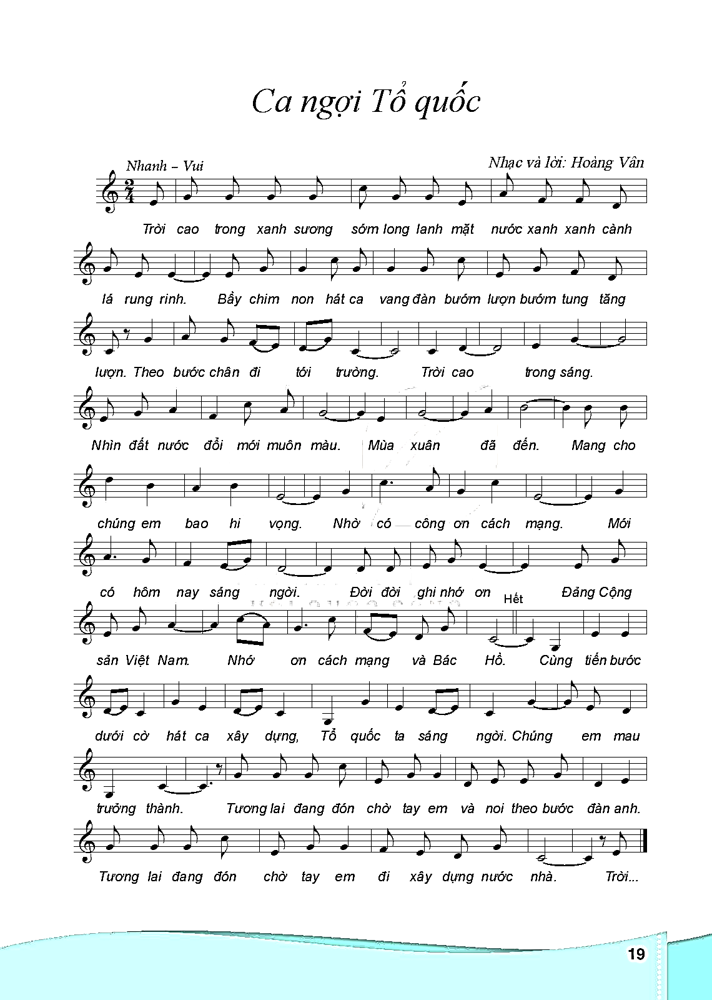 Ca ngợi Tổ quốc
Nhanh – Vui
Nhạc và lời: Hoàng Vân
2
4
Trời cao trong xanh sương sớm long lanh mặt nước xanh xanh cành
lá rung rinh. Bầy chim non hát ca vang đàn bướm lượn bướm tung tăng
lượn. Theo bước chân đi tới trường. Trời cao trong sáng.
Nhìn đất nước đổi mới muôn màu. Mùa xuân đã đến. Mang cho
chúng em bao hi vọng. Nhờ có công ơn cách mạng. Mới
có hôm nay sáng ngời. Đời đời ghi nhớ ơn Đảng Cộng
Hết
sản Việt Nam. Nhớ ơn cách mạng và Bác Hồ. Cùng tiến bước
dưới cờ hát ca xây dựng, Tổ quốc ta sáng ngời. Chúng em mau
trưởng thành. Tương lai đang đón chờ tay em và noi theo bước đàn anh.
Tương lai đang đón chờ tay em đi xây dựng nước nhà. Trời...
19